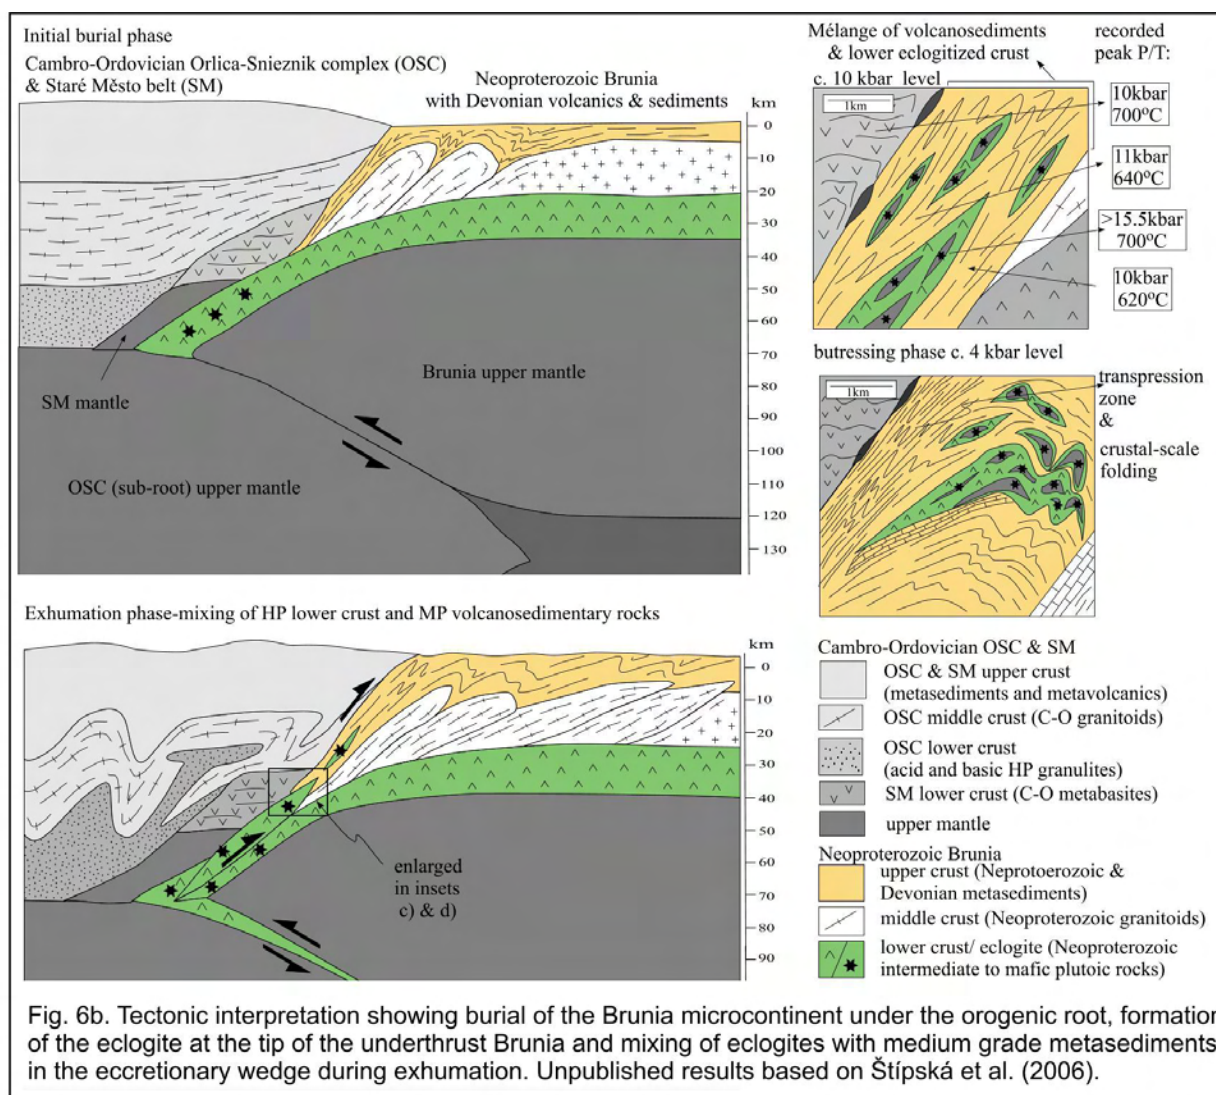 Initial burial phase
Cambro-Ordovician Orlica-Snieznik complex (OSC)
& Staré Město belt (SM)
Neoproterozoic Brunia
with Devonian volcanics & sediments
km
0
10
20
30
40
50
60
70
80
90
100
110
120
130
SM mantle
Brunia upper mantle
OSC (sub-root) upper mantle
Mélange of volcanosediments
& lower eclogitized crust
c. 10 kbar level
recorded
peak P/T:
1km
10kbar
700ºC
11kbar
640ºC
>15.5kbar
700ºC
10kbar
620ºC
butressing phase c. 4 kbar level
1km
transpression
zone
&
crustal-scale
folding
Exhumation phase-mixing of HP lower crust and MP volcanosedimentary rocks
km
0
10
20
30
40
50
60
70
80
90
enlarged
in insets
c) & d)
Cambro-Ordovician OSC & SM
OSC & SM upper crust
(metasediments and metavolcanics)
OSC middle crust (C-O granitoids)
OSC lower crust
(acid and basic HP granulites)
SM lower crust (C-O metabasites)
upper mantle
Neoproterozoic Brunia
upper crust (Neprotoerozoic &
Devonian metasediments)
middle crust (Neoproterozoic granitoids)
lower crust/ eclogite (Neoproterozoic
intermediate to mafic plutoic rocks)
Fig. 6b. Tectonic interpretation showing burial of the Brunia microcontinent under the orogenic root, formation
of the eclogite at the tip of the underthrust Brunia and mixing of eclogites with medium grade metasediments
in the eccretionary wedge during exhumation. Unpublished results based on Štípská et al. (2006).